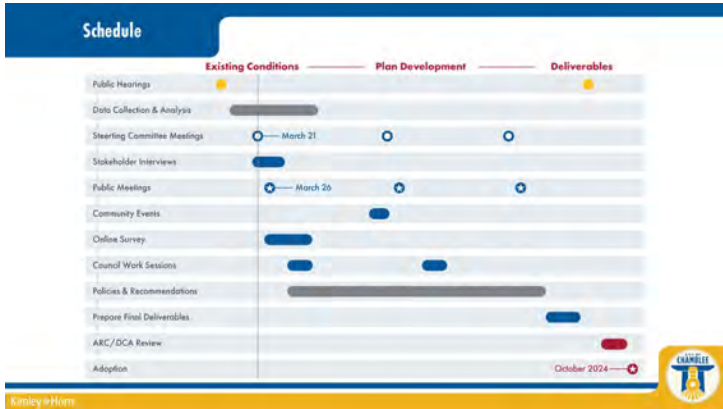 Schedule
Existing Conditions Plan Development Deliverables
Public Hearings
Data Collection & Analysis
Steerting Committee Meetings March 21
Stakeholder Interviews
Public Meetings March 26
Community Events
Online Survey
Council Work Sessions
Policies & Recommendations
Prepare Final Deliverables
ARC/DCA Review
Adoption October 2024
CHAMBLEE
Kimley»Horn